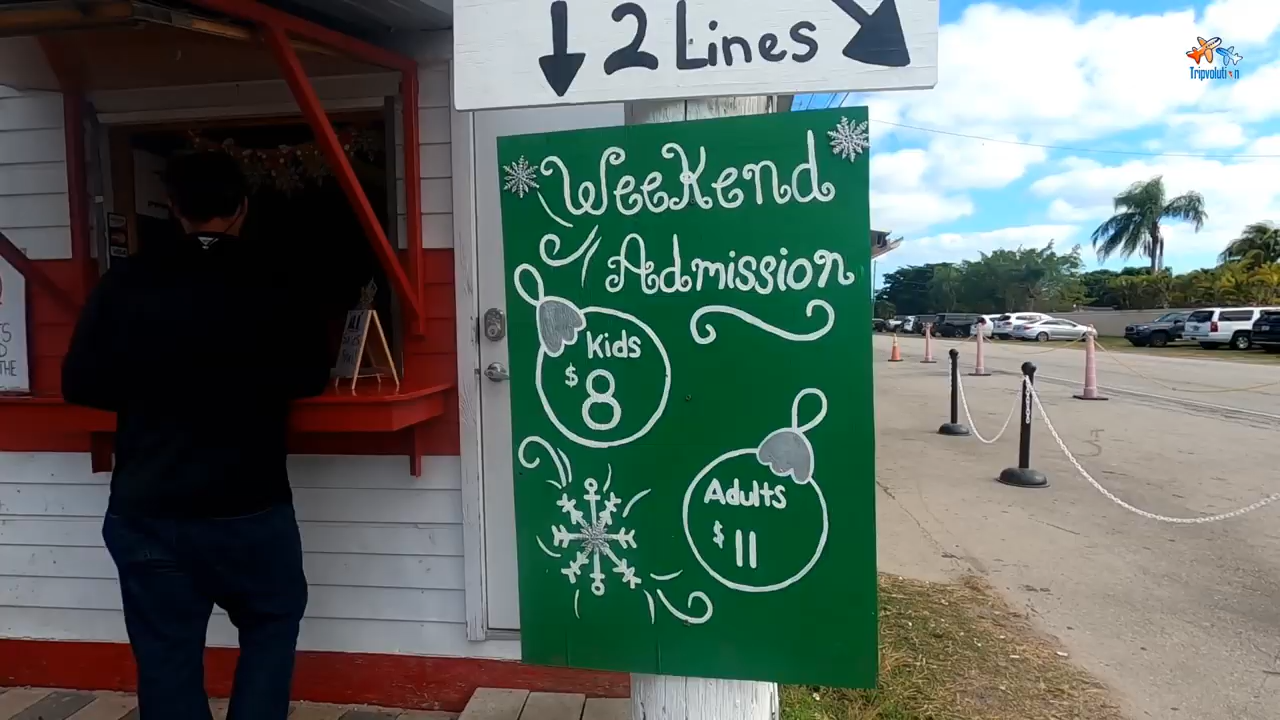 2 Lines
Tripvolution
WeeKend
Admission
Kids
$8
Adults
$11